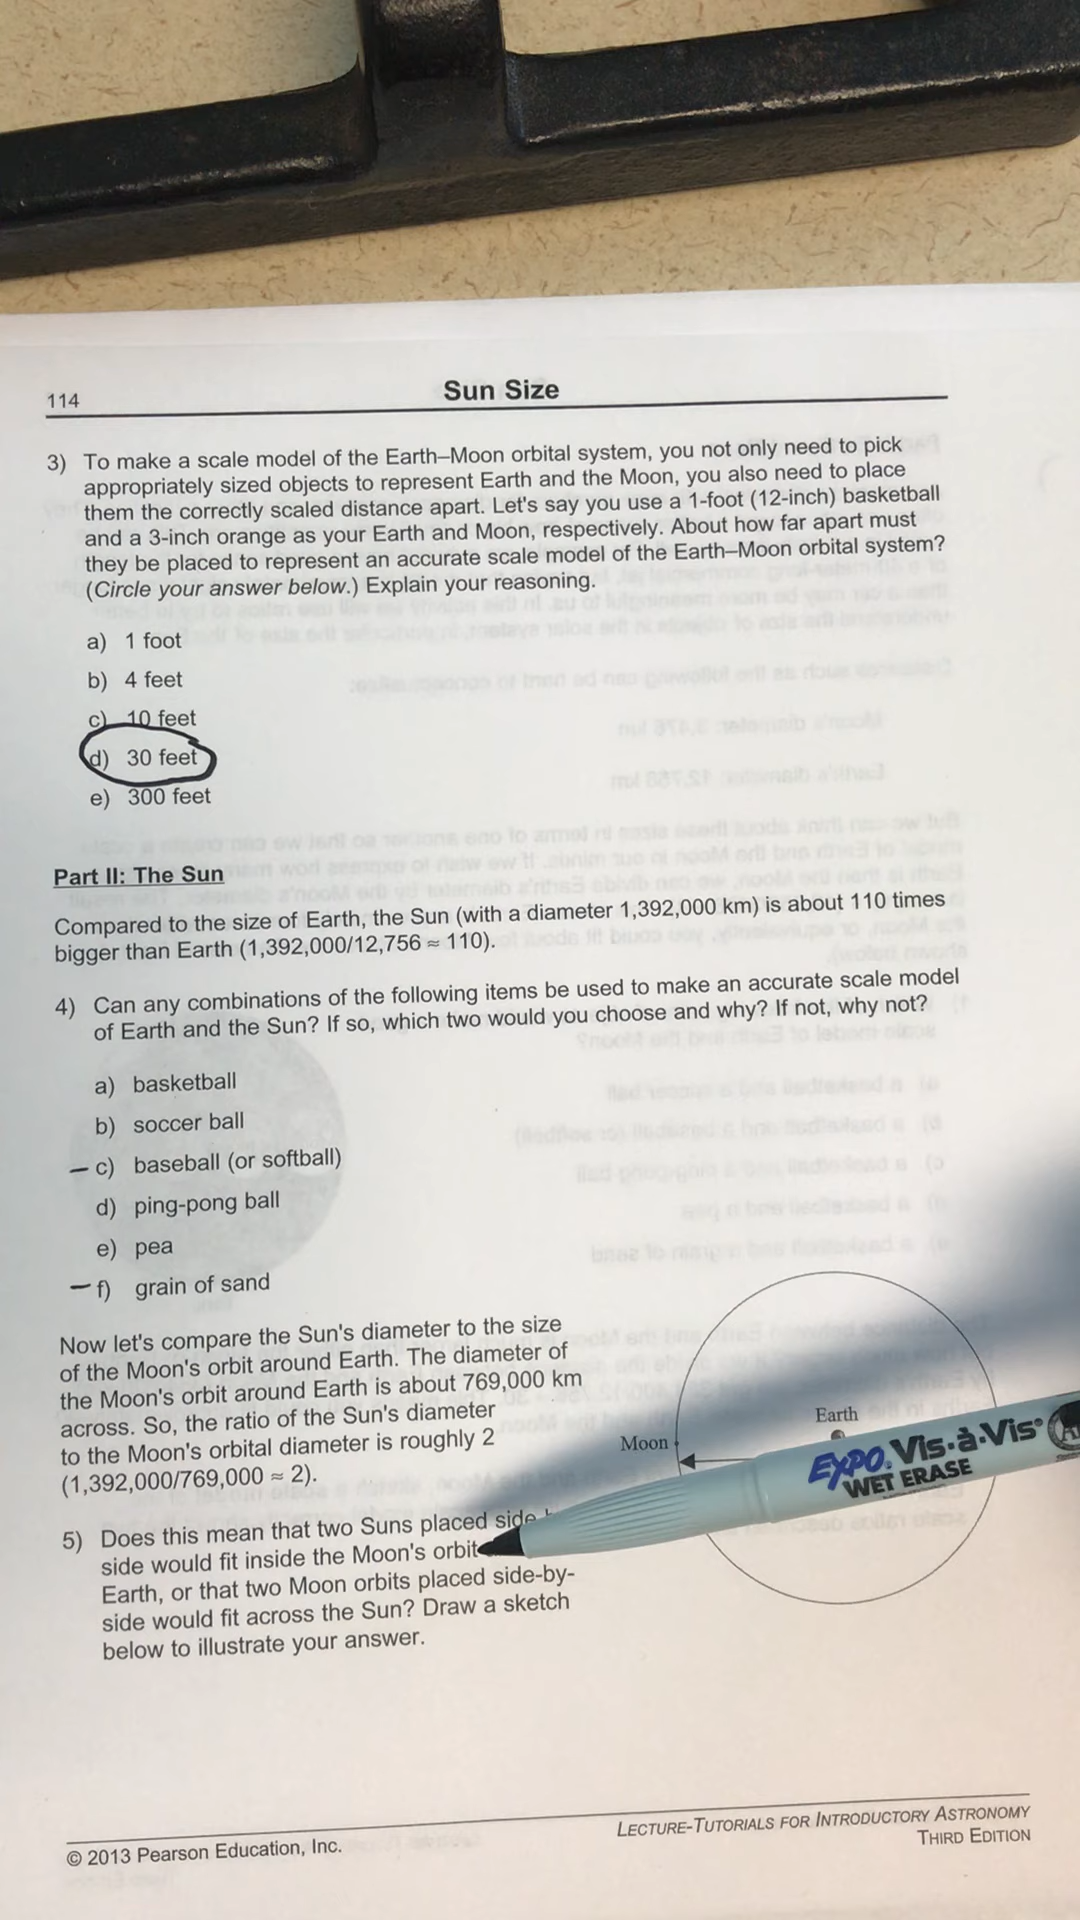 114
Sun Size
3) To make a scale model of the Earth–Moon orbital system, you not only need to pick
appropriately sized objects to represent Earth and the Moon, you also need to place
them the correctly scaled distance apart. Let's say you use a 1-foot (12-inch) basketball
and a 3-inch orange as your Earth and Moon, respectively. About how far apart must
they be placed to represent an accurate scale model of the Earth–Moon orbital system?
(Circle your answer below.) Explain your reasoning.
a) 1 foot
b) 4 feet
c) 10 feet
d) 30 feet
e) 300 feet
Part II: The Sun
Compared to the size of Earth, the Sun (with a diameter 1,392,000 km) is about 110 times
bigger than Earth (1,392,000/12,756 ≈ 110).
4) Can any combinations of the following items be used to make an accurate scale model
of Earth and the Sun? If so, which two would you choose and why? If not, why not?
a) basketball
b) soccer ball
c) baseball (or softball)
d) ping-pong ball
e) pea
f) grain of sand
Now let's compare the Sun's diameter to the size
of the Moon's orbit around Earth. The diameter of
the Moon's orbit around Earth is about 769,000 km
across. So, the ratio of the Sun's diameter
to the Moon's orbital diameter is roughly 2
(1,392,000/769,000 ≈ 2).
Earth
Moon
EXPO Vis-à-Vis
WET ERASE
5) Does this mean that two Suns placed side
side would fit inside the Moon's orbit
Earth, or that two Moon orbits placed side-by-
side would fit across the Sun? Draw a sketch
below to illustrate your answer.
© 2013 Pearson Education, Inc.
LECTURE-TUTORIALS FOR INTRODUCTORY ASTRONOMY
THIRD EDITION